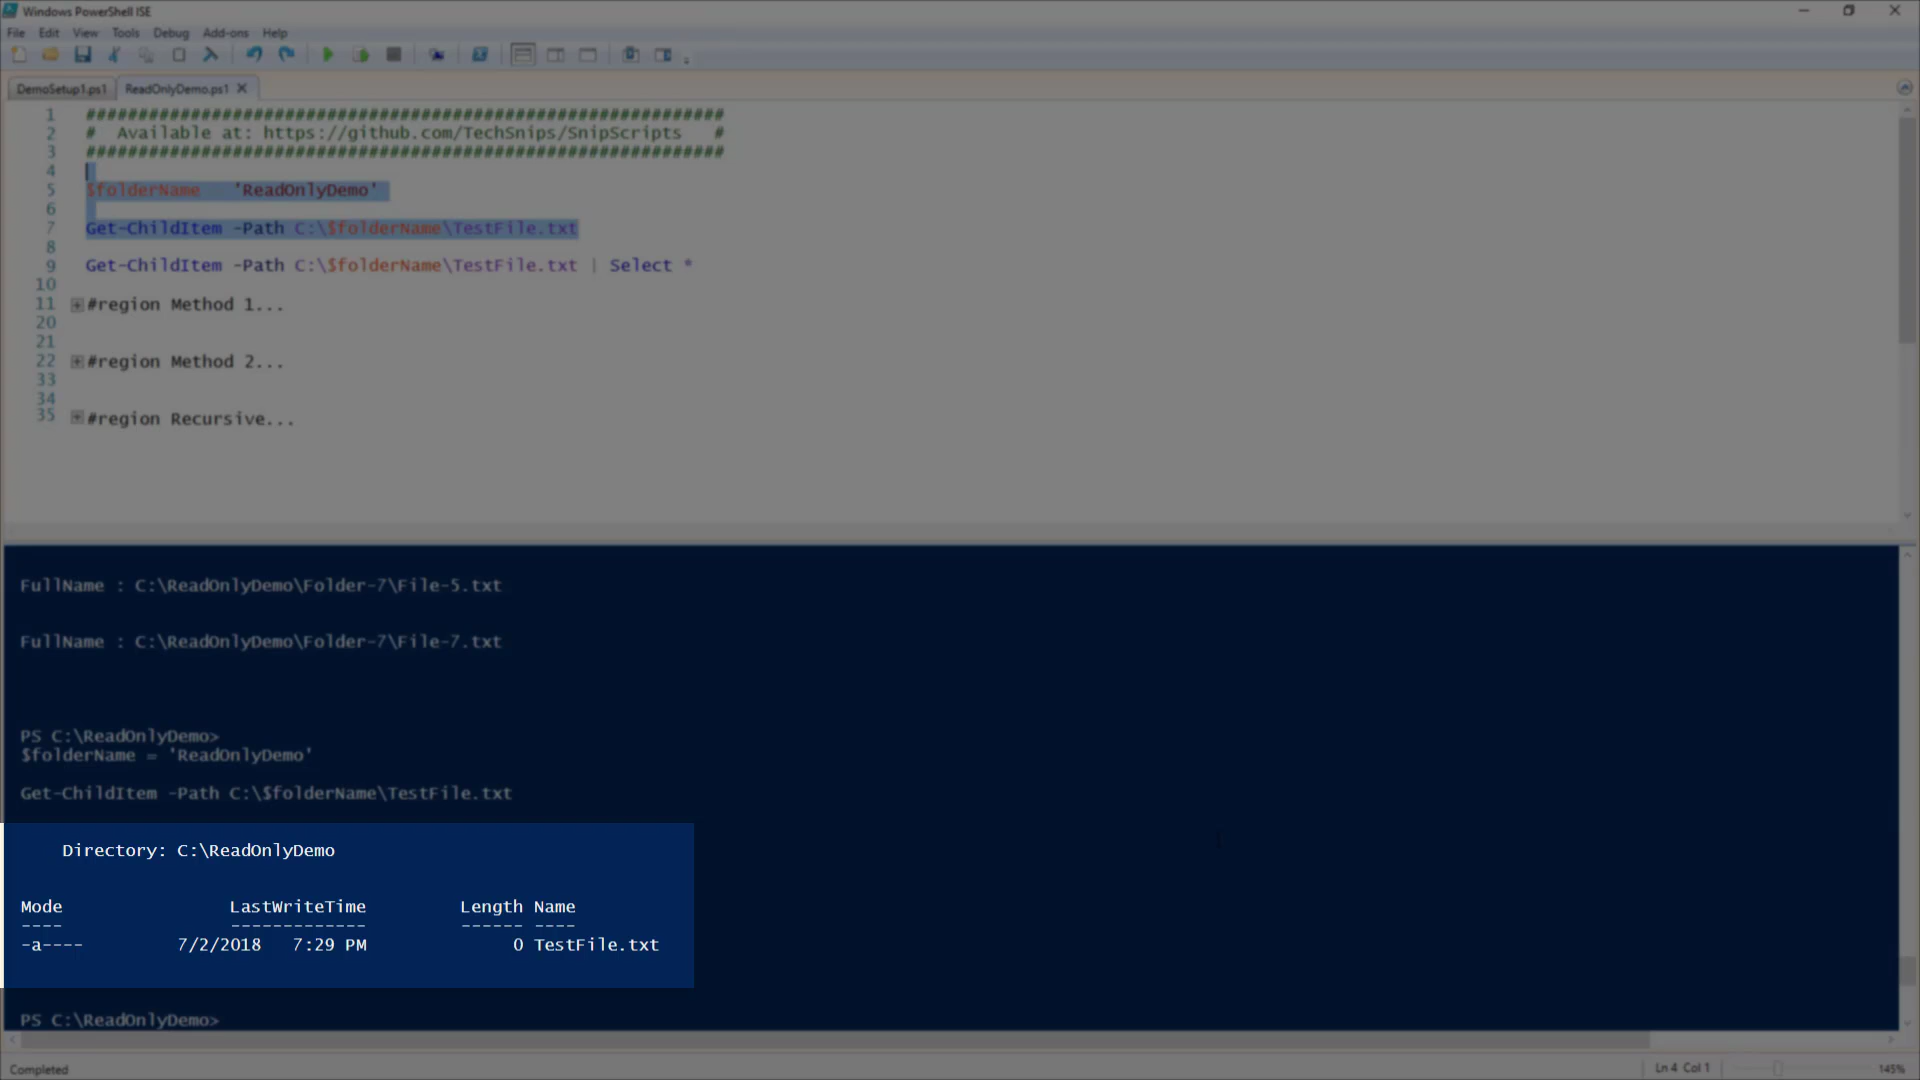 Windows PowerShell ISE
File Edit View Tools Debug Add-ons Help
DemoSetup1.ps1 ReadOnlyDemo.ps1
1 #############################################################
2 # Available at: https://github.com/TechSnips/SnipScripts #
3 #############################################################
4
5 $folderName 'ReadOnlyDemo'
6
7 Get-ChildItem -Path C:\$folderName\TestFile.txt
8
9 Get-ChildItem -Path C:\$folderName\TestFile.txt | Select *
10
11 #region Method 1...
20
21
22 #region Method 2...
33
34
35 #region Recursive...
FullName : C:\ReadOnlyDemo\Folder-7\File-5.txt
FullName : C:\ReadOnlyDemo\Folder-7\File-7.txt
PS C:\ReadOnlyDemo>
$folderName = 'ReadOnlyDemo'
Get-ChildItem -Path C:\$folderName\TestFile.txt
Directory: C:\ReadOnlyDemo
Mode LastWriteTime Length Name
---- ------------- ------ ----
-a---- 7/2/2018 7:29 PM 0 TestFile.txt
PS C:\ReadOnlyDemo>
Completed Ln 4 Col 1 145%